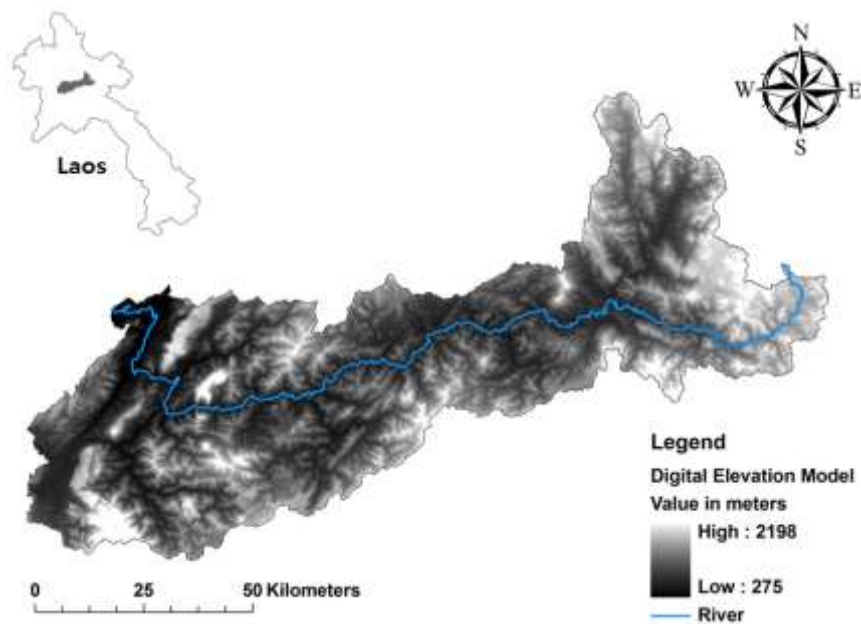 N
W E
S
Laos
Legend
Digital Elevation Model
Value in meters
High : 2198
Low : 275
River
0 25 50 Kilometers